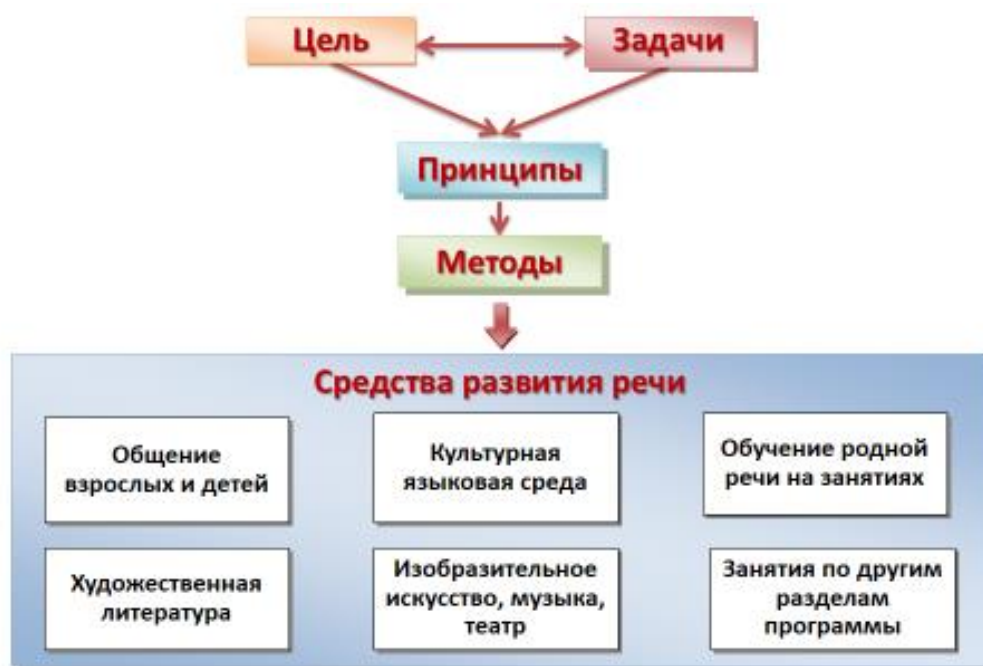 Цель
Задачи
Принципы
Методы
Средства развития речи
Общение
взрослых и детей
Культурная
языковая среда
Обучение родной
речи на занятиях
Художественная
литература
Изобразительное
искусство, музыка,
театр
Занятия по другим
разделам
программы